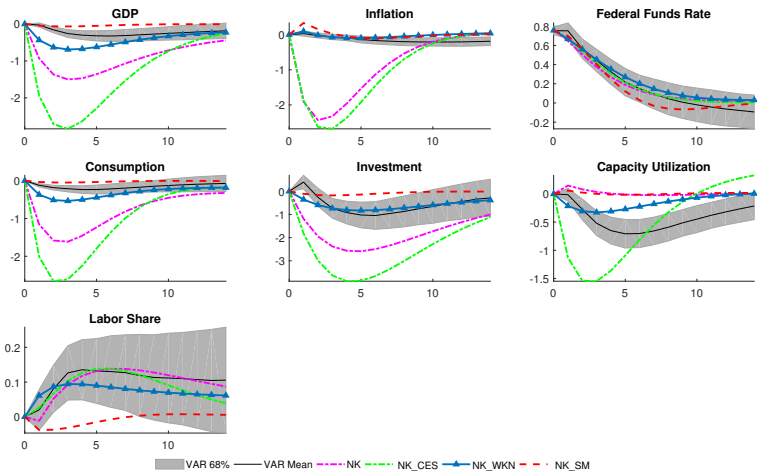 GDP
0
-1
-2
0 5 10
Inflation
0
-1
-2
0 5 10
Federal Funds Rate
0.8
0.6
0.4
0.2
0
-0.2
0 5 10
Consumption
0
-1
-2
0 5 10
Investment
0
-1
-2
-3
0 5 10
Capacity Utilization
0
-0.5
-1
-1.5
0 5 10
Labor Share
0.2
0.1
0
0 5 10
VAR 68% VAR Mean NK NK_CES NK_WKN NK_SM